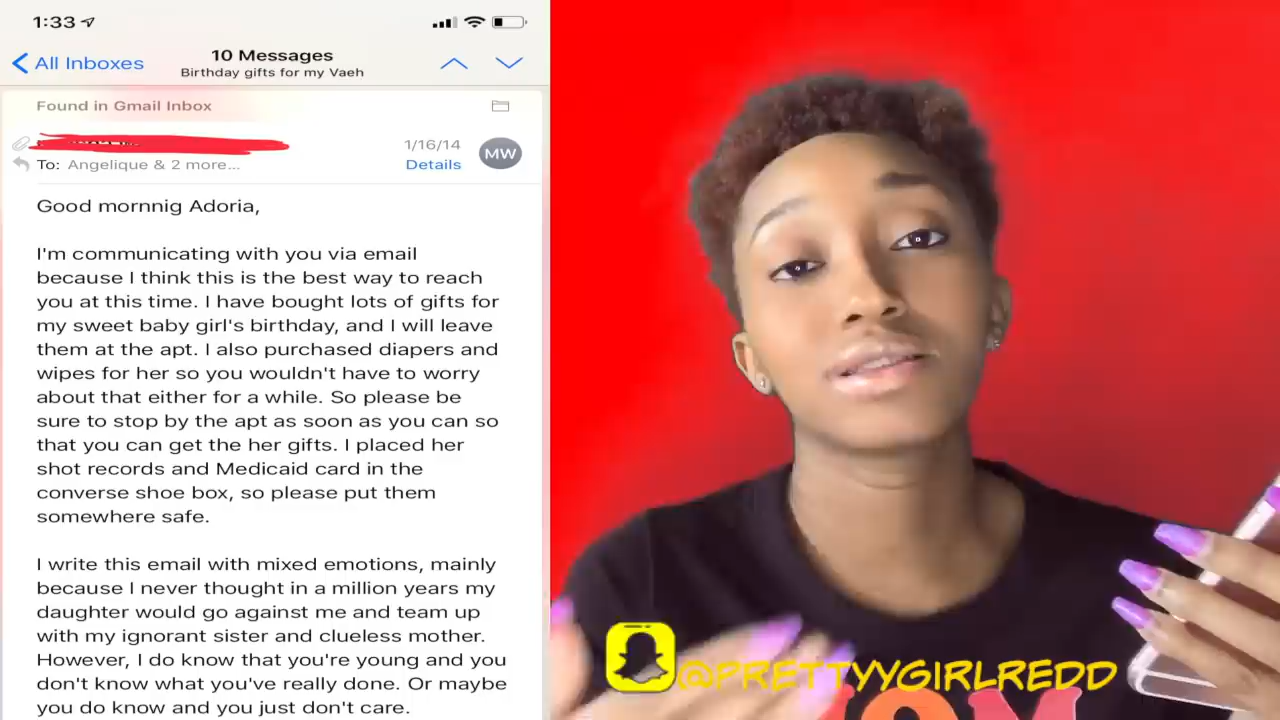 1:33
All Inboxes
10 Messages
Birthday gifts for my Vaeh
Found in Gmail Inbox
1/16/14
MW
To: Angelique & 2 more...
Details
Good mornnig Adoria,
I'm communicating with you via email
because I think this is the best way to reach
you at this time. I have bought lots of gifts for
my sweet baby girl's birthday, and I will leave
them at the apt. I also purchased diapers and
wipes for her so you wouldn't have to worry
about that either for a while. So please be
sure to stop by the apt as soon as you can so
that you can get the her gifts. I placed her
shot records and Medicaid card in the
converse shoe box, so please put them
somewhere safe.
I write this email with mixed emotions, mainly
because I never thought in a million years my
daughter would go against me and team up
with my ignorant sister and clueless mother.
However, I do know that you're young and you
don't know what you've really done. Or maybe
you do know and you just don't care.
@PRETTYYGIRLREDD